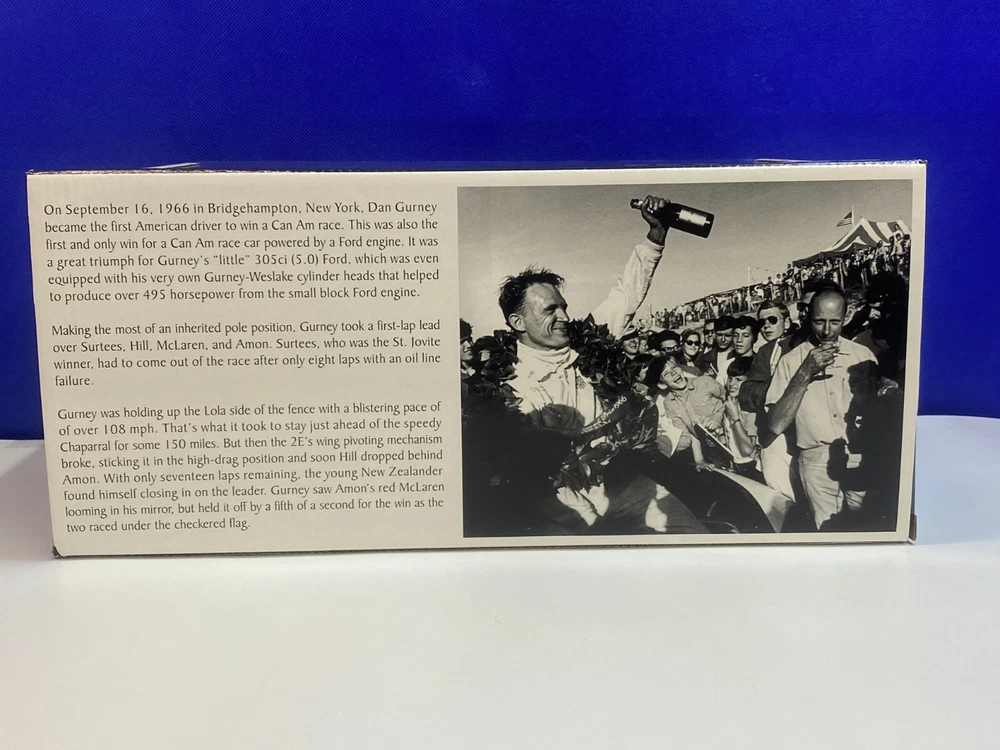 On September 16, 1966 in Bridgehampton, New York, Dan Gurney
became the first American driver to win a Can Am race. This was also the
first and only win for a Can Am race car powered by a Ford engine. It was
a great triumph for Gurney's "little" 305ci (5.0) Ford, which was even
equipped with his very own Gurney-Weslake cylinder heads that helped
to produce over 495 horsepower from the small block Ford engine.
Making the most of an inherited pole position, Gurney took a first-lap lead
over Surtees, Hill, McLaren, and Amon. Surtees, who was the St. Jovite
winner, had to come out of the race after only eight laps with an oil line
failure.
Gurney was holding up the Lola side of the fence with a blistering pace of
of over 108 mph. That's what it took to stay just ahead of the speedy
Chaparral for some 150 miles. But then the 2E's wing pivoting mechanism
broke, sticking it in the high-drag position and soon Hill dropped behind
Amon. With only seventeen laps remaining, the young New Zealander
found himself closing in on the leader. Gurney saw Amon's red McLaren
looming in his mirror, but held it off by a fifth of a second for the win as the
two raced under the checkered flag.